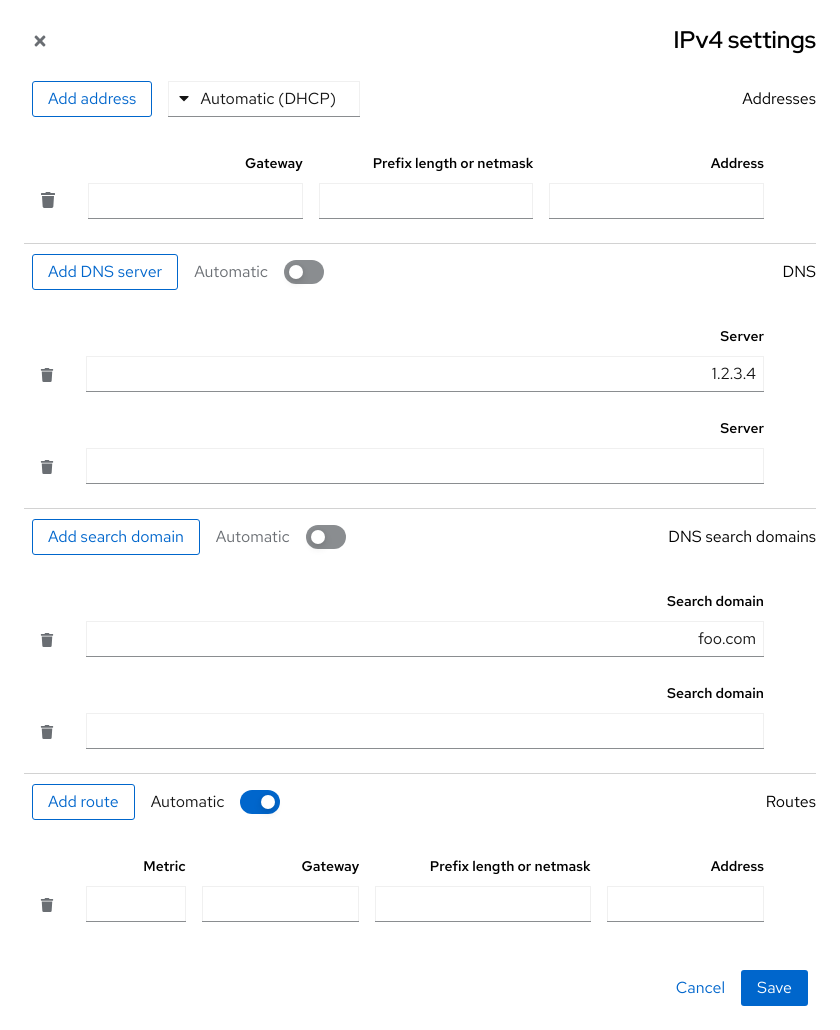 IPv4 settings
Addresses
Automatic (DHCP)
Add address
Address
Prefix length or netmask
Gateway
DNS
Automatic
Add DNS server
Server
1.2.3.4
Server
DNS search domains
Automatic
Add search domain
Search domain
foo.com
Search domain
Routes
Automatic
Add route
Address
Prefix length or netmask
Gateway
Metric
Save
Cancel